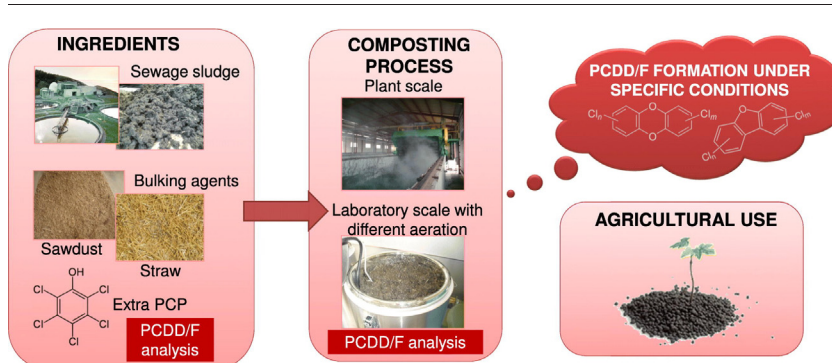 INGREDIENTS
Sewage sludge
Bulking agents
Sawdust
Straw
OH
Cl
Cl
Cl
Cl
Cl
Extra PCP
PCDD/F
analysis
COMPOSTING
PROCESS
Plant scale
Laboratory scale with
different aeration
PCDD/F analysis
PCDD/F FORMATION UNDER
SPECIFIC CONDITIONS
Cln
O
O
Clm
O
Cln
Clm
AGRICULTURAL USE